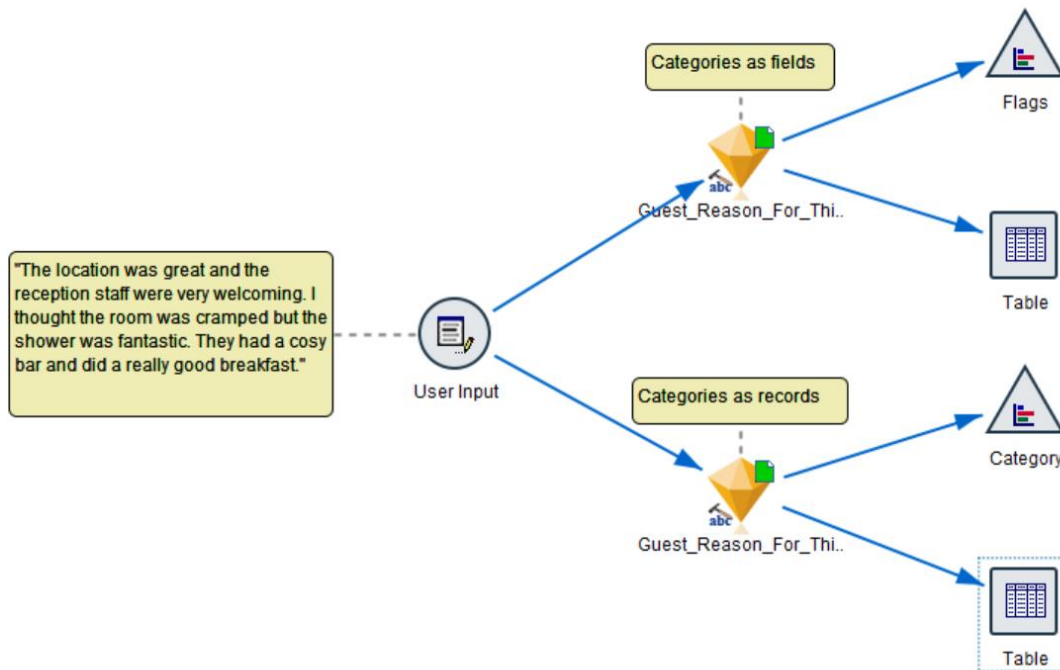 Categories as fields
Flags
abc
Guest_Reason_For_Thi..
"The location was great and the
reception staff were very welcoming. I
thought the room was cramped but the
shower was fantastic. They had a cosy
bar and did a really good breakfast."
Table
User Input
Categories as records
Category
abc
Guest_Reason_For_Thi..
Table